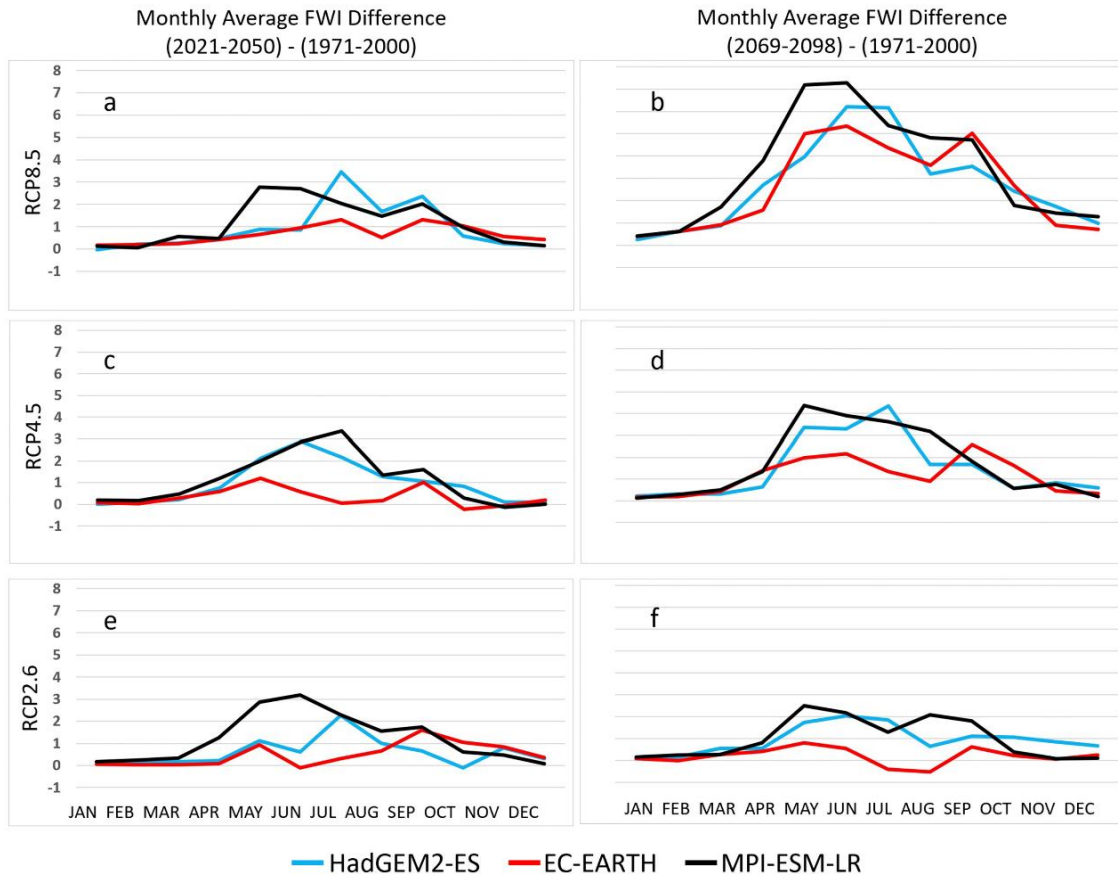 Monthly Average FWI Difference
(2021-2050) - (1971-2000)
Monthly Average FWI Difference
(2069-2098) - (1971-2000)
RCP8.5
8
7
6
5
4
3
2
1
0
-1
a
b
RCP4.5
8
7
6
5
4
3
2
1
0
-1
c
d
RCP2.6
8
7
6
5
4
3
2
1
0
-1
e
f
JAN FEB MAR APR MAY JUN JUL AUG SEP OCT NOV DEC
JAN FEB MAR APR MAY JUN JUL AUG SEP OCT NOV DEC
HadGEM2-ES EC-EARTH MPI-ESM-LR